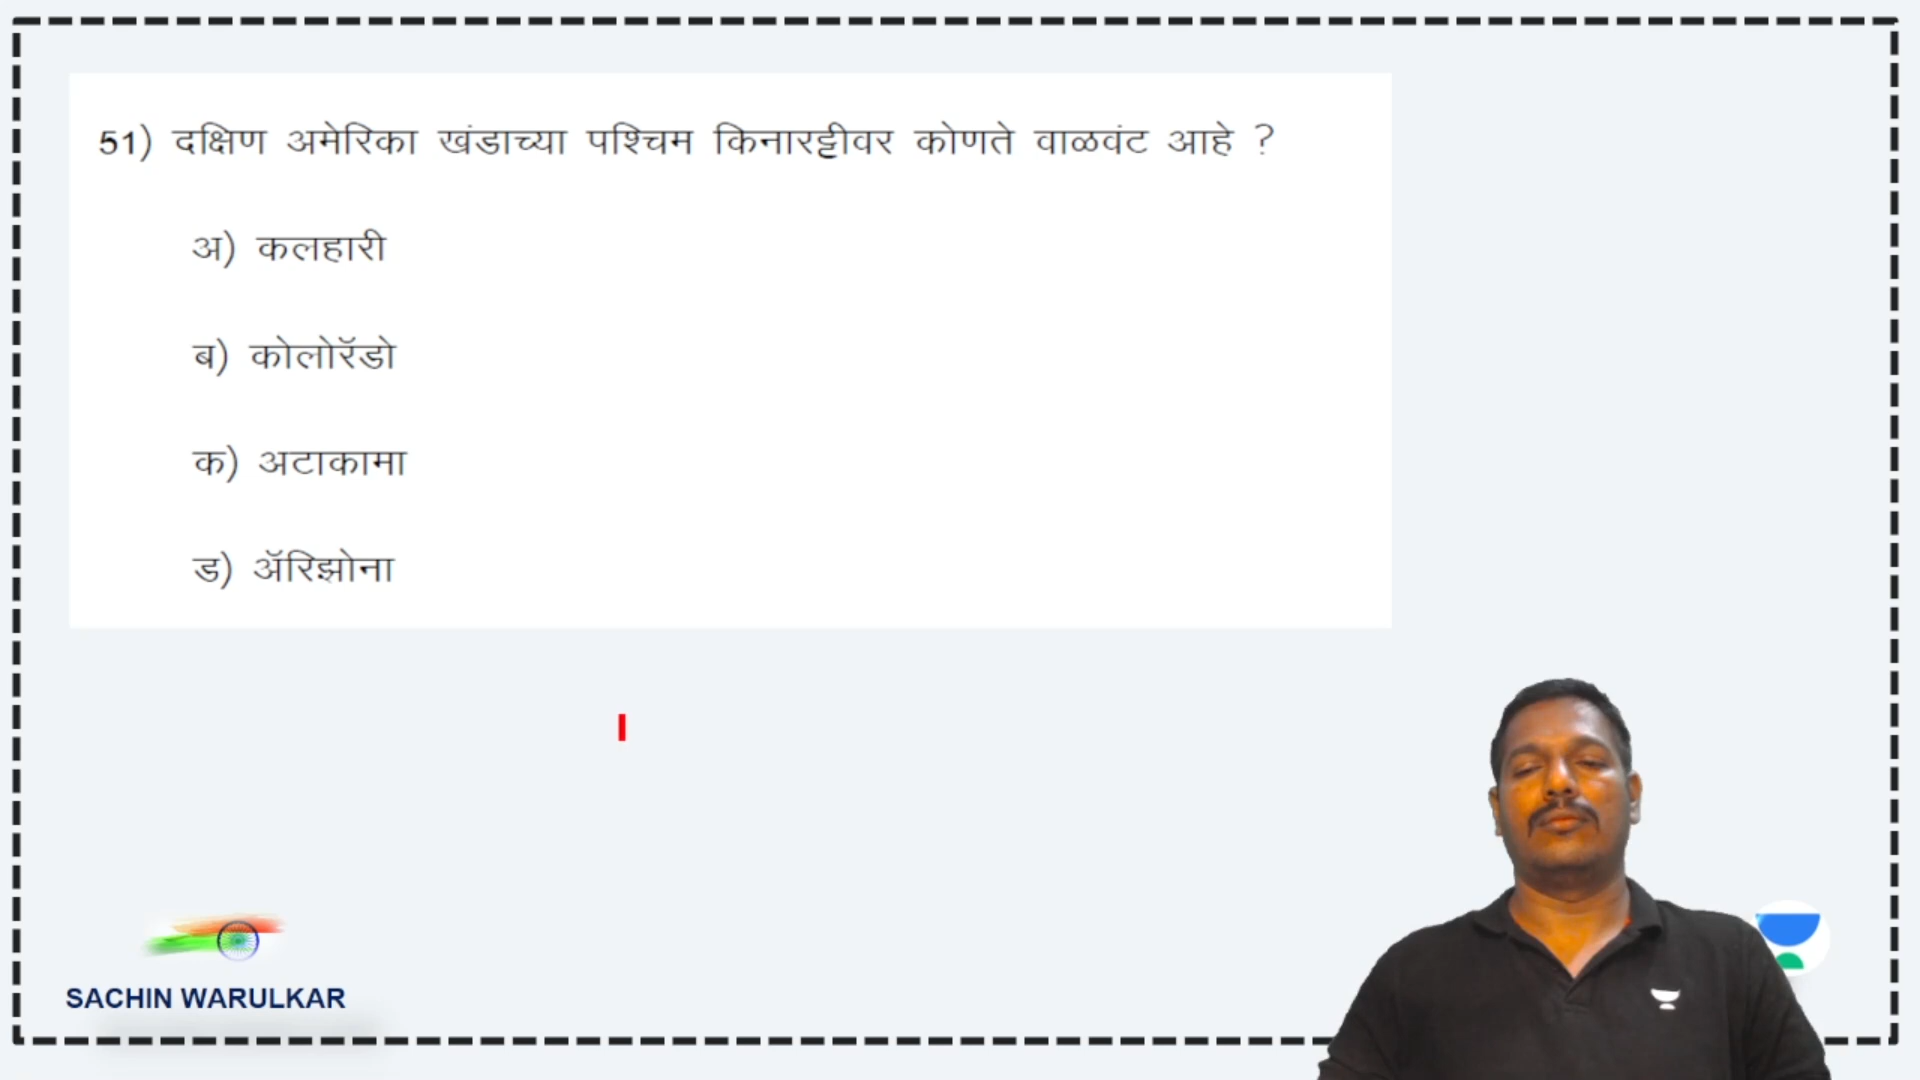 51) दक्षिण अमेरिका खंडाच्या पश्चिम किनारट्टीवर कोणते वाळवंट आहे ?
अ) कलहारी
ब) कोलोरॅडो
क) अटाकामा
ड) ॲरिझोना
SACHIN WARULKAR